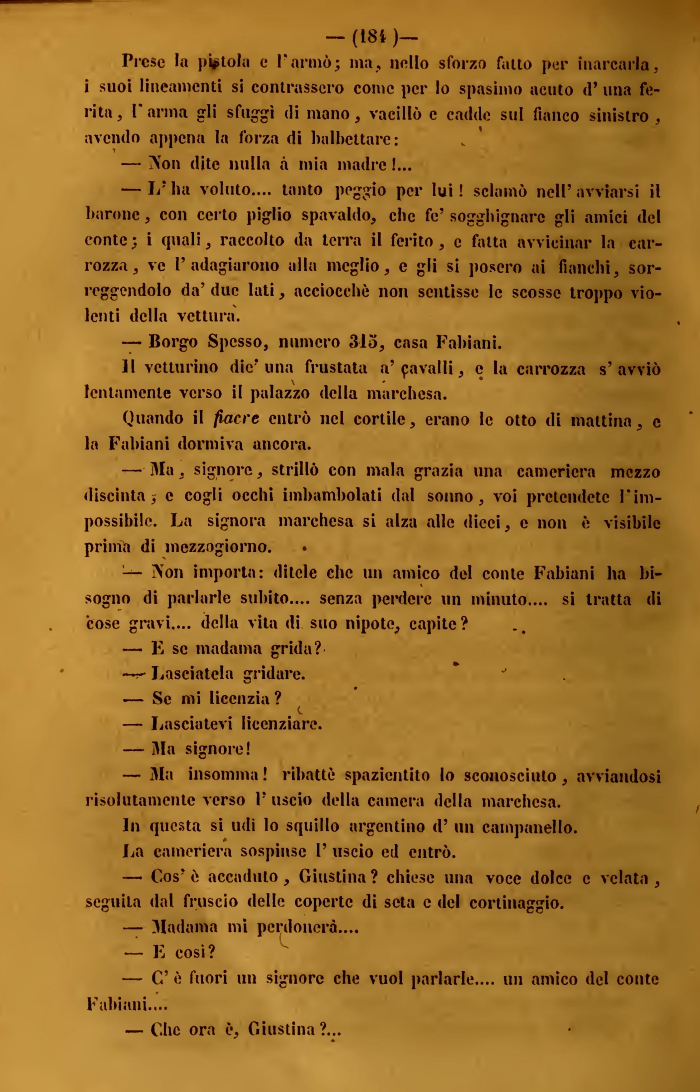 — (184 )—
Prese la pistola e l'armò; ma, nello sforzo fatto per inarcarla,
i suoi lineamenti si contrassero come per lo spasimo acuto d' una fe-
rita, l'arma gli sfuggì di mano, vacillò e cadde sul fianco sinistro,
avendo appena la forza di balbettare:
— Non dite nulla à mia madre!...
— L' ha voluto.... tanto peggio per lui! sclamò nell' avviarsi il
barone, con certo piglio spavaldo, che fe' sogghignare gli amici del
conte; i quali, raccolto da terra il ferito, e fatta avvicinar la car-
rozza, ve l' adagiarono alla meglio, e gli si posero ai fianchi, sor-
reggendolo da' due lati, acciocchè non sentisse le scosse troppo vio-
lenti della vettura.
— Borgo Spesso, numero 315, casa Fabiani.
Il vetturino die' una frustata a' cavalli, e la carrozza s' avviò
lentamente verso il palazzo della marchesa.
Quando il fiacre entrò nel cortile, erano le otto di mattina, e
la Fabiani dormiva ancora.
— Ma, signore, strillò con mala grazia una cameriera mezzo
discinta, e cogli occhi imbambolati dal sonno, voi pretendete l'im-
possibile. La signora marchesa si alza alle dieci, e non è visibile
prima di mezzogiorno.
— Non importa: ditele che un amico del conte Fabiani ha bi-
sogno di parlarle subito.... senza perdere un minuto.... si tratta di
cose gravi.... della vita di suo nipote, capite?
— E se madama grida?
— Lasciatela gridare.
— Se mi licenzia?
— Lasciatevi licenziare.
— Ma signore!
— Ma insomma! ribattè spazientito lo sconosciuto, avviandosi
risolutamente verso l' uscio della camera della marchesa.
In questa si udì lo squillo argentino d' un campanello.
La cameriera sospinse l' uscio ed entrò.
— Cos' è accaduto, Giustina? chiese una voce dolce e velata,
seguita dal fruscio delle coperte di seta e del cortinaggio.
— Madama mi perdonerà....
— E così?
— C' è fuori un signore che vuol parlarle.... un amico del conte
Fabiani....
— Che ora è, Giustina?...